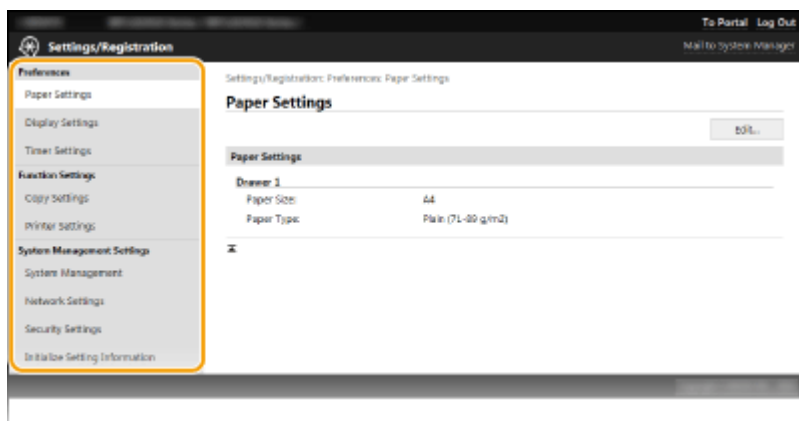 To Portal Log Out
Settings/Registration
Mail to System Manager
Preferences
Paper Settings
Display Settings
Timer Settings
Function Settings
Copy Settings
Printer Settings
System Management Settings
System Management
Network Settings
Security Settings
Initialize Setting Information
Settings/Registration: Preferences: Paper Settings
Paper Settings
Edit...
Paper Settings
Drawer 1
Paper Size: A4
Paper Type: Plain (71-89 g/m2)